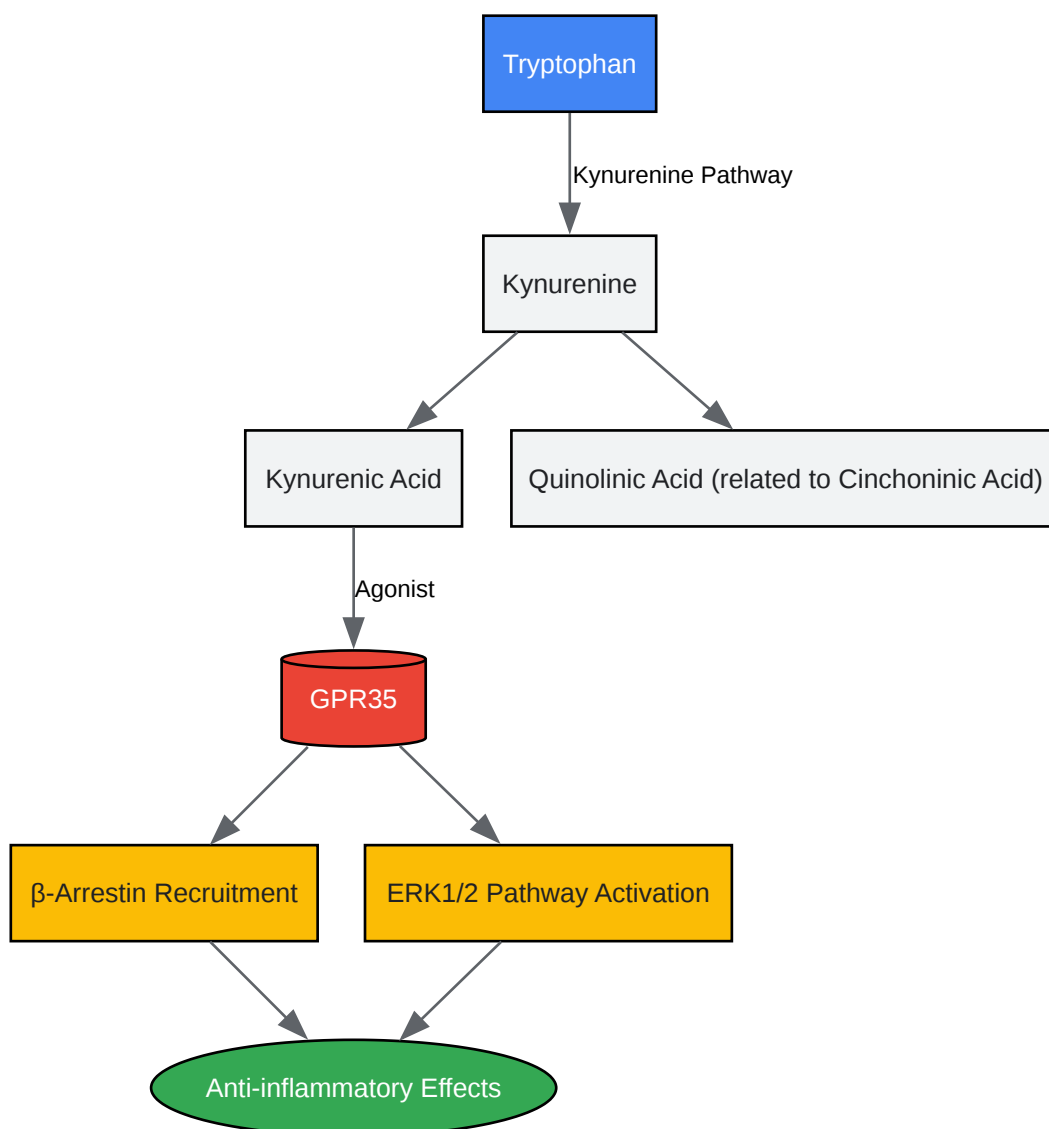 Tryptophan
Kynurenine Pathway
Kynurenine
Kynurenic Acid
Quinolinic Acid (related to Cinchoninic Acid)
Agonist
GPR35
β-Arrestin Recruitment
ERK1/2 Pathway Activation
Anti-inflammatory Effects